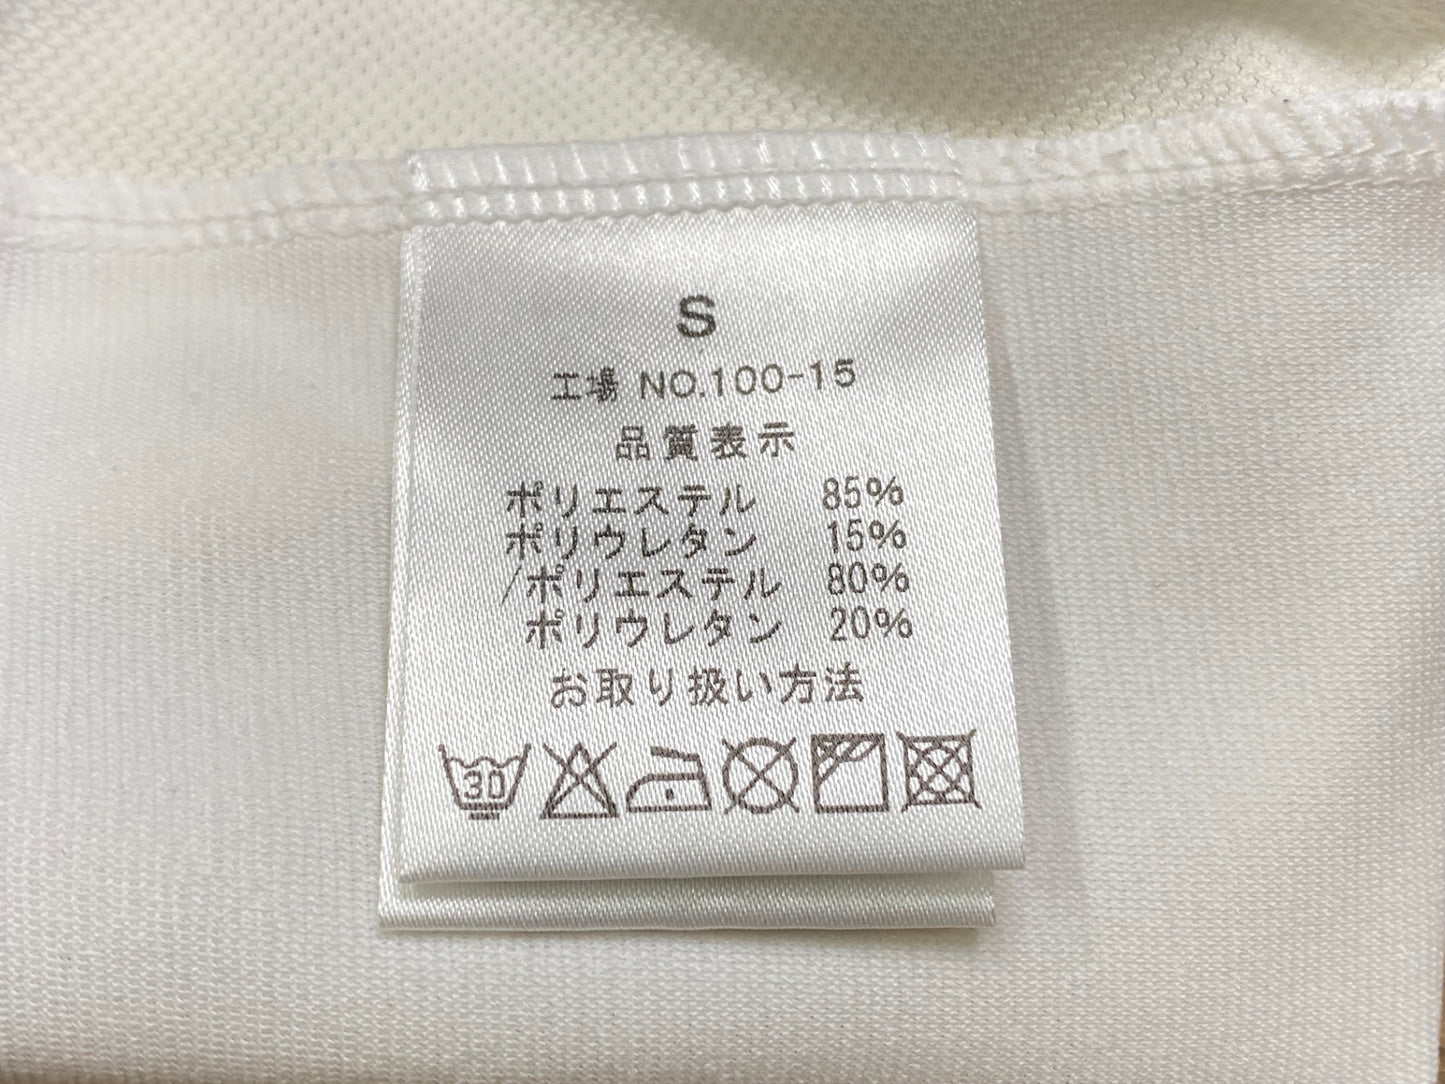 S
工場 NO.100-15
品質表示
ポリエステル 85%
ポリウレタン 15%
/ポリエステル 80%
ポリウレタン 20%
お取り扱い方法
30